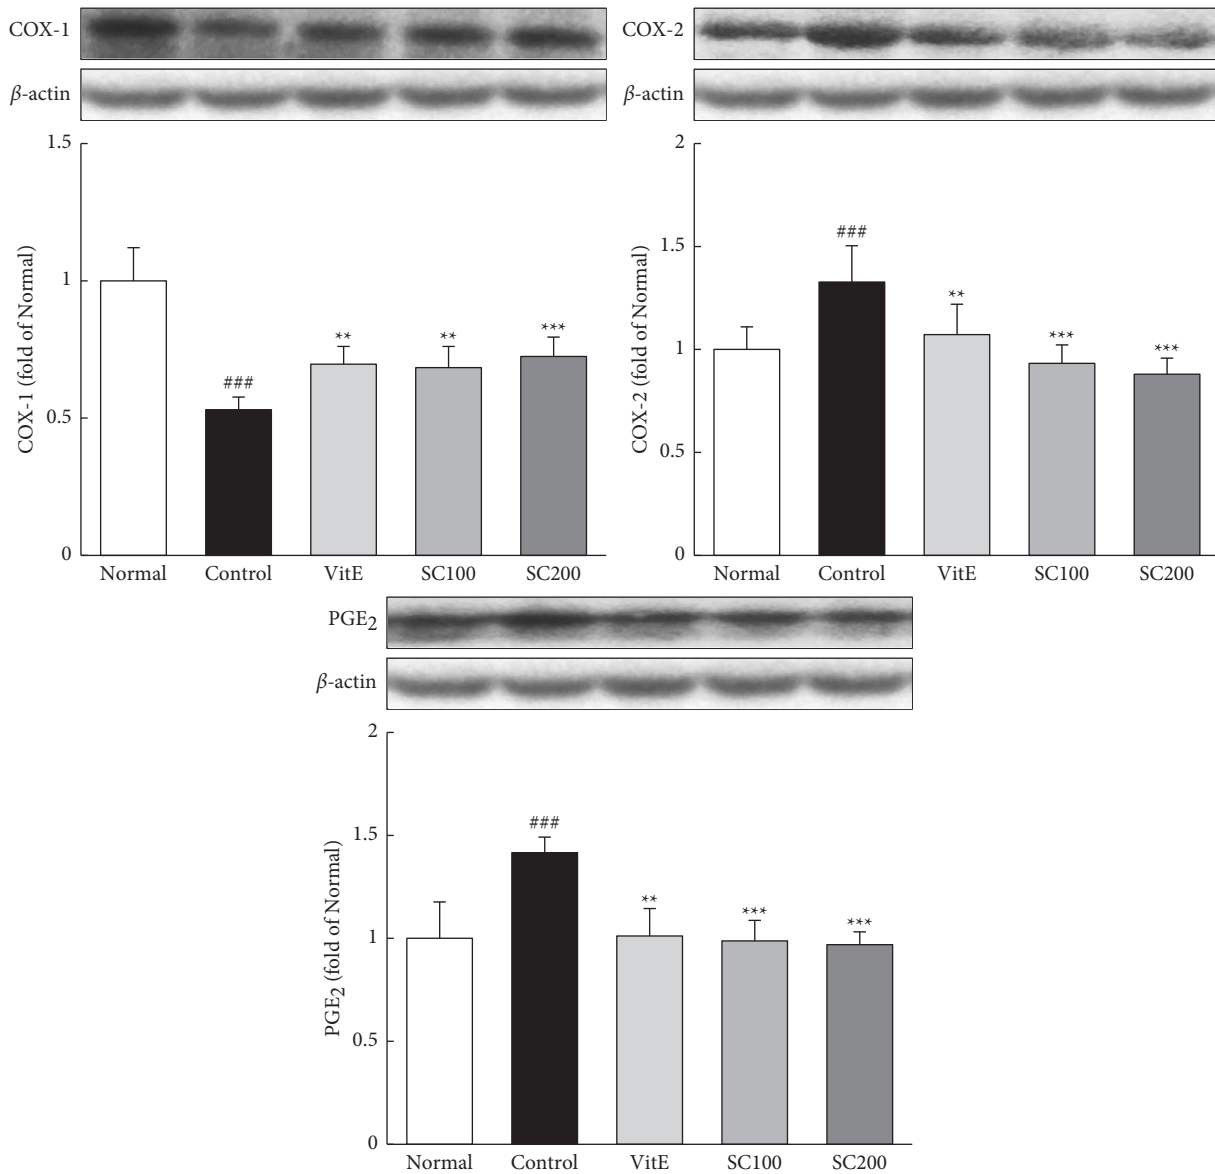 COX-1
β-actin
1.5
1
0.5
0
COX-1 (fold of Normal)
###
**
**
***
Normal Control VitE SC100 SC200
COX-2
β-actin
2
1.5
1
0.5
0
COX-2 (fold of Normal)
###
**
***
***
Normal Control VitE SC100 SC200
PGE2
β-actin
2
1.5
1
0.5
0
PGE2 (fold of Normal)
###
**
***
***
Normal Control VitE SC100 SC200